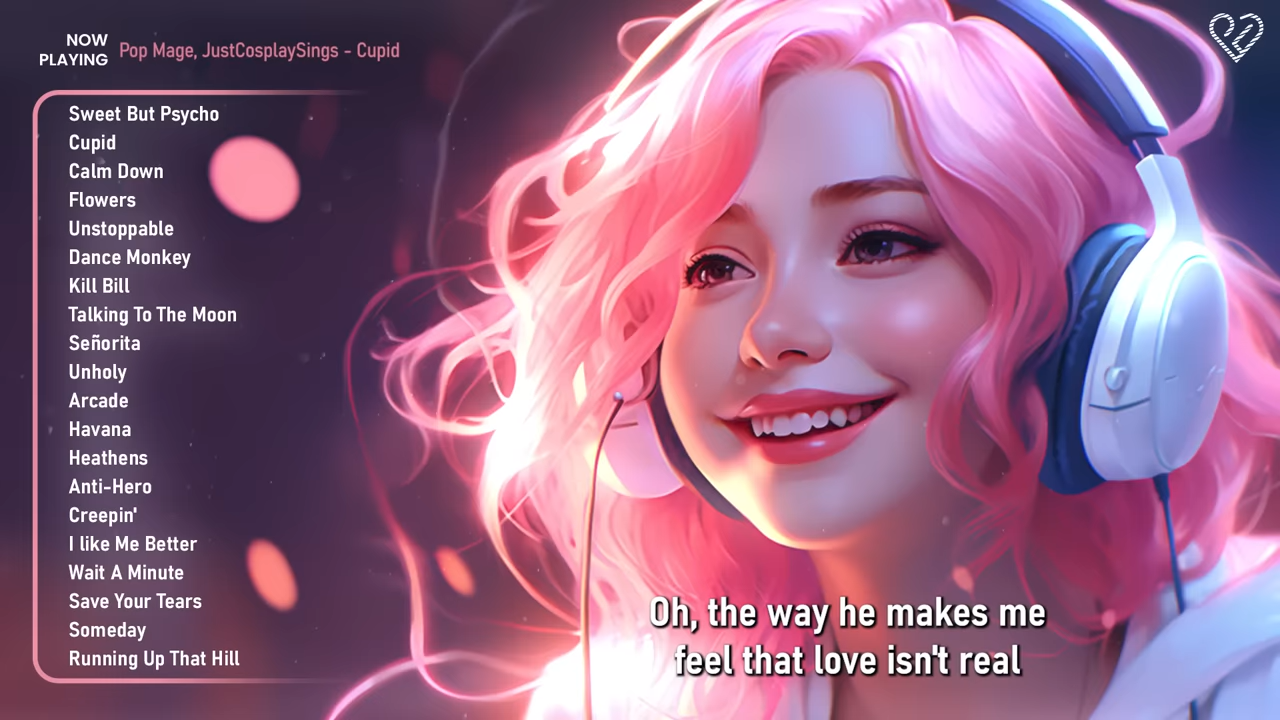 NOW
PLAYING
Pop Mage, JustCosplaySings - Cupid
Sweet But Psycho
Cupid
Calm Down
Flowers
Unstoppable
Dance Monkey
Kill Bill
Talking To The Moon
Señorita
Unholy
Arcade
Havana
Heathens
Anti-Hero
Creepin'
I like Me Better
Wait A Minute
Save Your Tears
Someday
Running Up That Hill
Oh, the way he makes me
feel that love isn't real